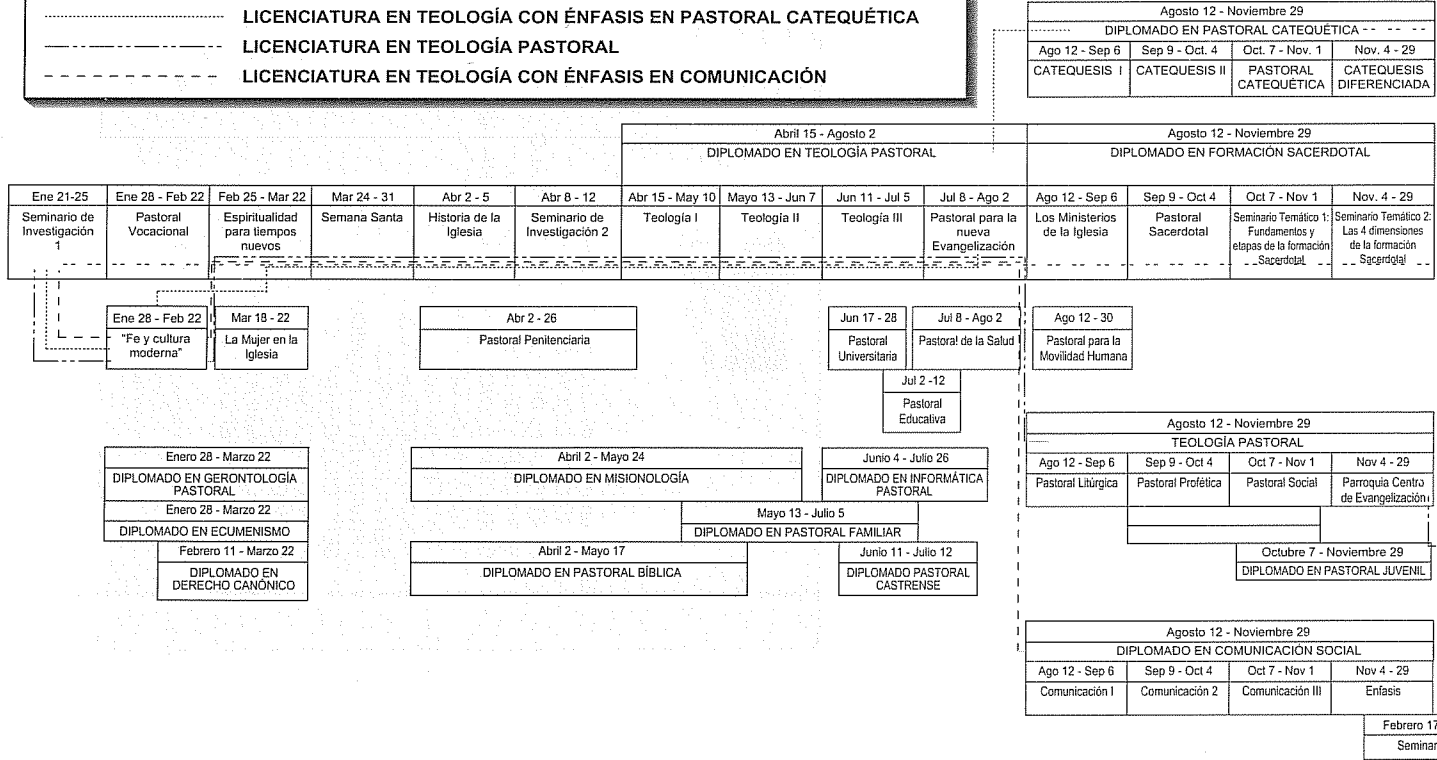 LICENCIATURA EN TEOLOGÍA CON ÉNFASIS EN PASTORAL CATEQUÉTICA
LICENCIATURA EN TEOLOGÍA PASTORAL
LICENCIATURA EN TEOLOGÍA CON ÉNFASIS EN COMUNICACIÓN
Agosto 12 - Noviembre 29
DIPLOMADO EN PASTORAL CATEQUÉTICA
Ago 12 - Sep 6
CATEQUESIS I
Sep 9 - Oct. 4
CATEQUESIS II
Oct. 7 - Nov. 1
PASTORAL
CATEQUÉTICA
Nov. 4 - 29
CATEQUESIS
DIFERENCIADA
Abril 15 - Agosto 2
DIPLOMADO EN TEOLOGÍA PASTORAL
Agosto 12 - Noviembre 29
DIPLOMADO EN FORMACIÓN SACERDOTAL
Ene 21-25
Seminario de
Investigación
1
Ene 28 - Feb 22
Pastoral
Vocacional
Feb 25 - Mar 22
Espiritualidad
para tiempos
nuevos
Mar 24 - 31
Semana Santa
Abr 2 - 5
Historia de la
Iglesia
Abr 8 - 12
Seminario de
Investigación 2
Abr 15 - May 10
Teología I
Mayo 13 - Jun 7
Teología II
Jun 11 - Jul 5
Teología III
Jul 8 - Ago 2
Pastoral para la
nueva
Evangelización
Ago 12 - Sep 6
Los Ministerios
de la Iglesia
Sep 9 - Oct 4
Pastoral
Sacerdotal
Oct 7 - Nov 1
Seminario Temático 1:
Fundamentos y
etapas de la formación
Sacerdotal
Nov. 4 - 29
Seminario Temático 2:
Las 4 dimensiones
de la formación
Sacerdotal
Ene 28 - Feb 22
"Fe y cultura
moderna"
Mar 18 - 22
La Mujer en la
Iglesia
Abr 2 - 26
Pastoral Penitenciaria
Jun 17 - 28
Pastoral
Universitaria
Jul 8 - Ago 2
Pastoral de la Salud
Ago 12 - 30
Pastoral para la
Movilidad Humana
Jul 2 -12
Pastoral
Educativa
Enero 28 - Marzo 22
DIPLOMADO EN GERONTOLOGÍA
PASTORAL
Enero 28 - Marzo 22
DIPLOMADO EN ECUMENISMO
Febrero 11 - Marzo 22
DIPLOMADO EN
DERECHO CANÓNICO
Abril 2 - Mayo 24
DIPLOMADO EN MISIONOLOGÍA
Mayo 13 - Julio 5
DIPLOMADO EN PASTORAL FAMILIAR
Abril 2 - Mayo 17
DIPLOMADO EN PASTORAL BÍBLICA
Junio 4 - Julio 26
DIPLOMADO EN INFORMÁTICA
PASTORAL
Junio 11 - Julio 12
DIPLOMADO PASTORAL
CASTRENSE
Agosto 12 - Noviembre 29
TEOLOGÍA PASTORAL
Ago 12 - Sep 6
Pastoral Litúrgica
Sep 9 - Oct 4
Pastoral Profética
Oct 7 - Nov 1
Pastoral Social
Nov 4 - 29
Parroquia Centro
de Evangelización
Octubre 7 - Noviembre 29
DIPLOMADO EN PASTORAL JUVENIL
Agosto 12 - Noviembre 29
DIPLOMADO EN COMUNICACIÓN SOCIAL
Ago 12 - Sep 6
Comunicación I
Sep 9 - Oct 4
Comunicación 2
Oct 7 - Nov 1
Comunicación III
Nov 4 - 29
Enfasis
Febrero 17
Seminar